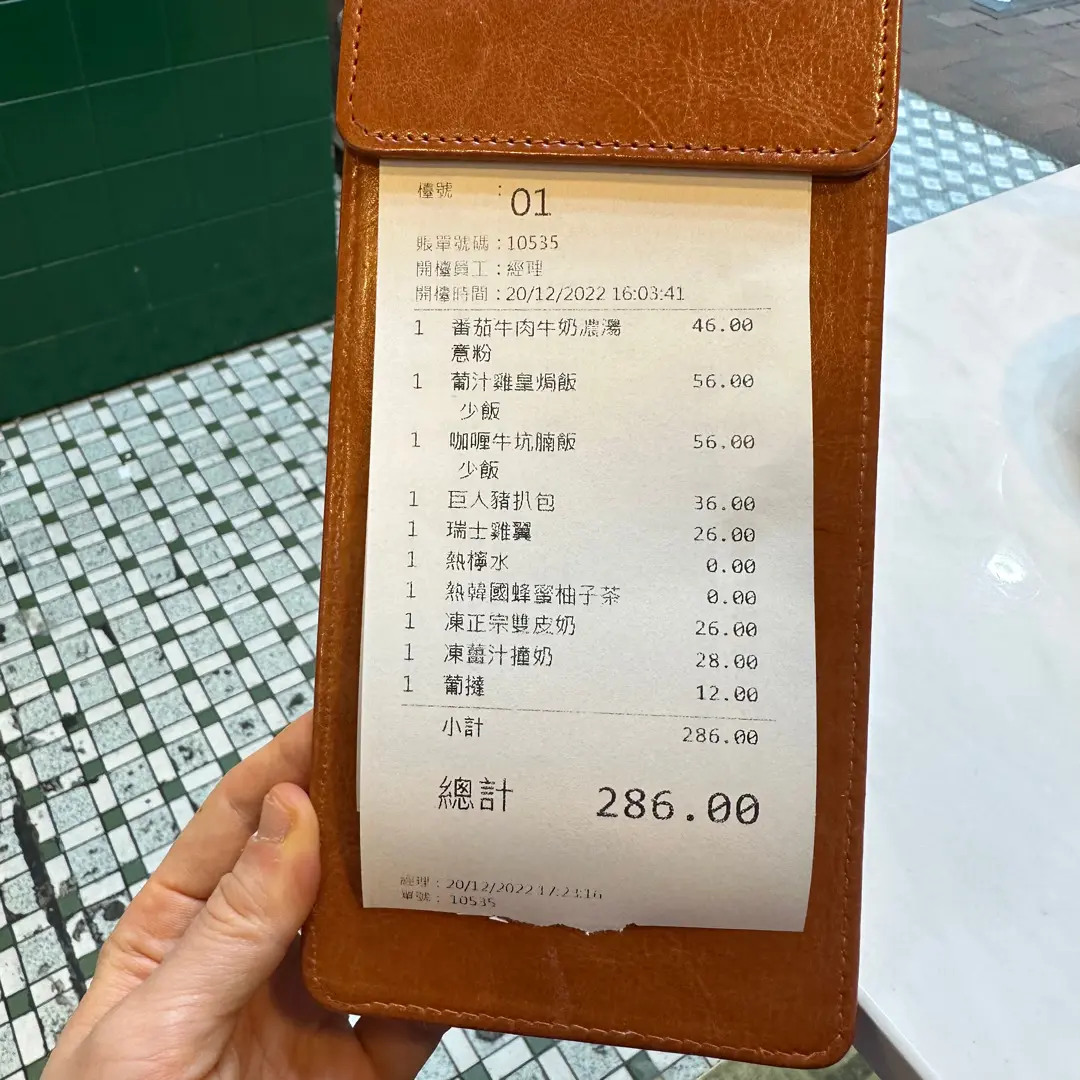 檯號 : 01
賬單號碼 : 10535
開檯員工 : 經理
開檯時間 : 20/12/2022 16:03:41
1 番茄牛肉牛奶濃湯 46.00
意粉
1 葡汁雞皇焗飯 56.00
少飯
1 咖喱牛坑腩飯 56.00
少飯
1 巨人豬扒包 36.00
1 瑞士雞翼 26.00
1 熱檸水 0.00
1 熱韓國蜂蜜柚子茶 0.00
1 凍正宗雙皮奶 26.00
1 凍薑汁撞奶 28.00
1 葡撻 12.00
小計 286.00
總計 286.00
經理 : 20/12/2022 17:23:16
單號 : 10535